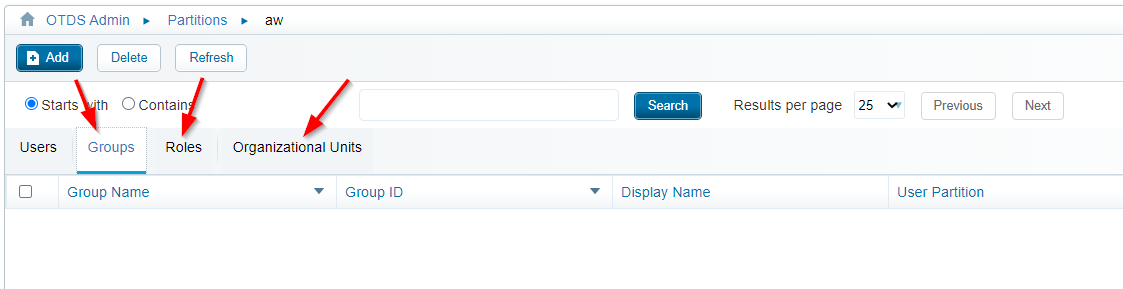 OTDS Admin ▸ Partitions ▸ aw
Add Delete Refresh
Starts with Contains Search Results per page 25 Previous Next
Users Groups Roles Organizational Units
Group Name Group ID Display Name User Partition